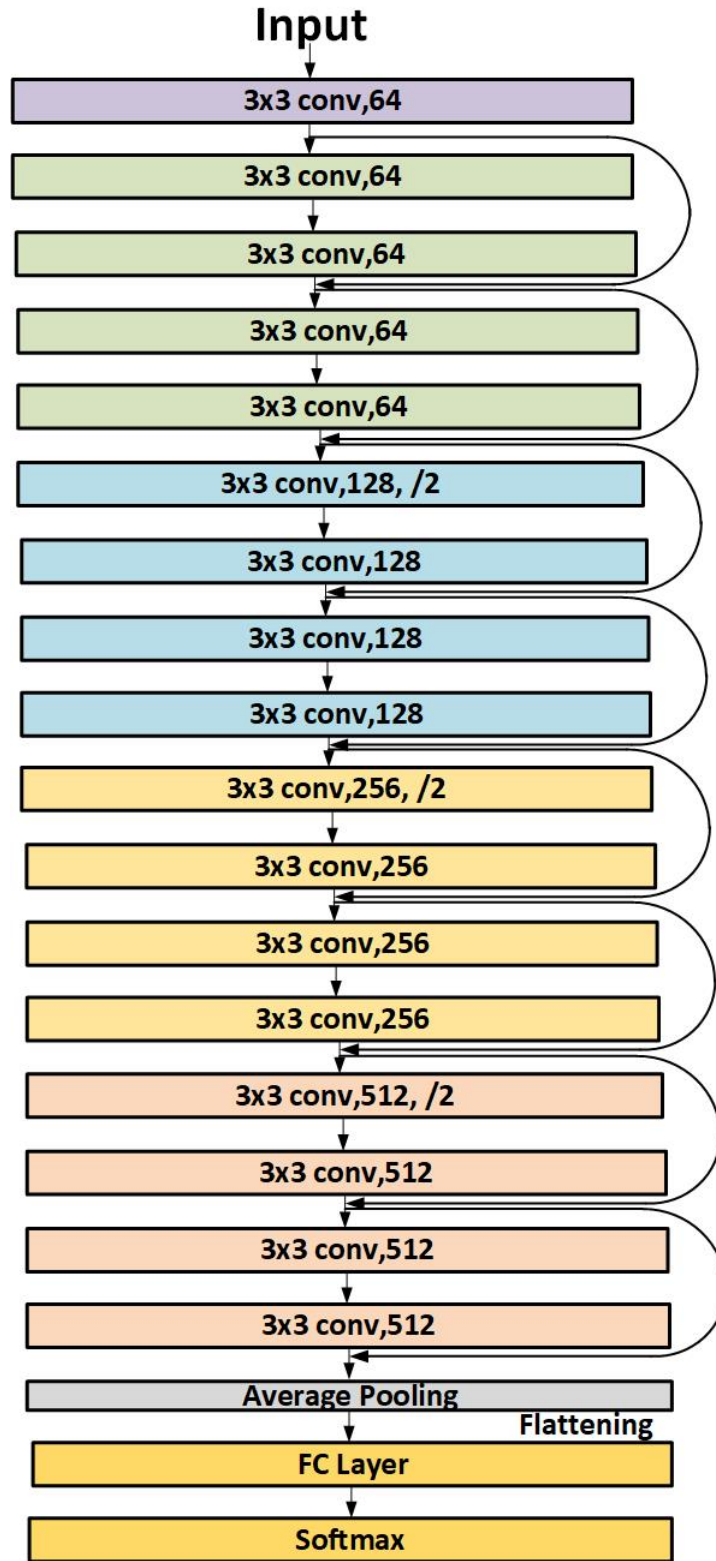 Input
3x3 conv,64
3x3 conv,64
3x3 conv,64
3x3 conv,64
3x3 conv,64
3x3 conv,128, /2
3x3 conv,128
3x3 conv,128
3x3 conv,128
3x3 conv,256, /2
3x3 conv,256
3x3 conv,256
3x3 conv,256
3x3 conv,512, /2
3x3 conv,512
3x3 conv,512
3x3 conv,512
Average Pooling
Flattening
FC Layer
Softmax